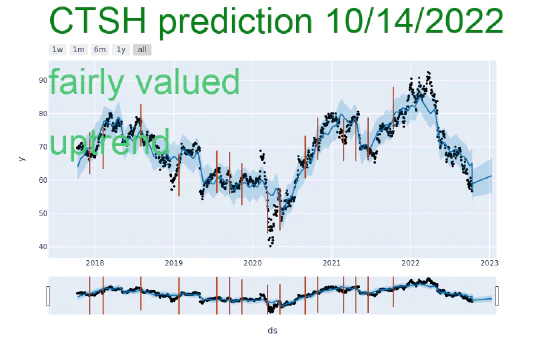 CTSH prediction 10/14/2022
1w 1m 6m 1y all
fairly valued
uptrend
90
80
70
60
50
40
y
2018 2019 2020 2021 2022 2023
ds